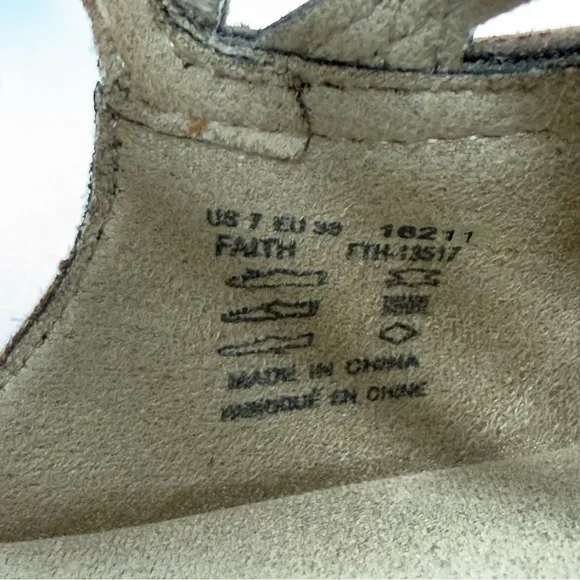 US 7 EU 38 16211
FAITH FTH-13517
MADE IN CHINA
FABRIQUÉ EN CHINE